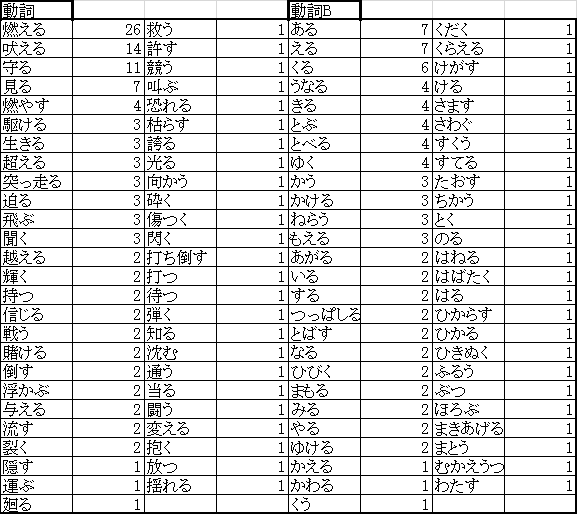 動詞 動詞B
燃える 26 救う 1 ある 7 くだく 1
吠える 14 許す 1 える 7 くらえる 1
守る 11 競う 1 くる 6 けがす 1
見る 7 叫ぶ 1 うなる 4 ける 1
燃やす 4 恐れる 1 きる 4 さます 1
駆ける 3 枯らす 1 とぶ 4 さわぐ 1
生きる 3 誇る 1 とべる 4 すくう 1
超える 3 光る 1 ゆく 4 すてる 1
突っ走る 3 向かう 1 かう 3 たおす 1
迫る 3 砕く 1 かける 3 ちかう 1
飛ぶ 3 傷つく 1 ねらう 3 とく 1
聞く 3 閃く 1 もえる 3 のる 1
越える 2 打ち倒す 1 あがる 2 はねる 1
輝く 2 打つ 1 いる 2 はばたく 1
持つ 2 待つ 1 する 2 はる 1
信じる 2 弾く 1 つっぱしる 2 ひからす 1
戦う 2 知る 1 とばす 2 ひかる 1
賭ける 2 沈む 1 なる 2 ひきぬく 1
倒す 2 通う 1 ひびく 2 ふるう 1
浮かぶ 2 当る 1 まもる 2 ぶつ 1
与える 2 闘う 1 みる 2 ほろぶ 1
流す 2 変える 1 やる 2 まきあげる 1
裂く 2 抱く 1 ゆける 2 まとう 1
隠す 1 放つ 1 かえる 1 むかえうつ 1
運ぶ 1 揺れる 1 かわる 1 わたす 1
廻る 1 くう 1